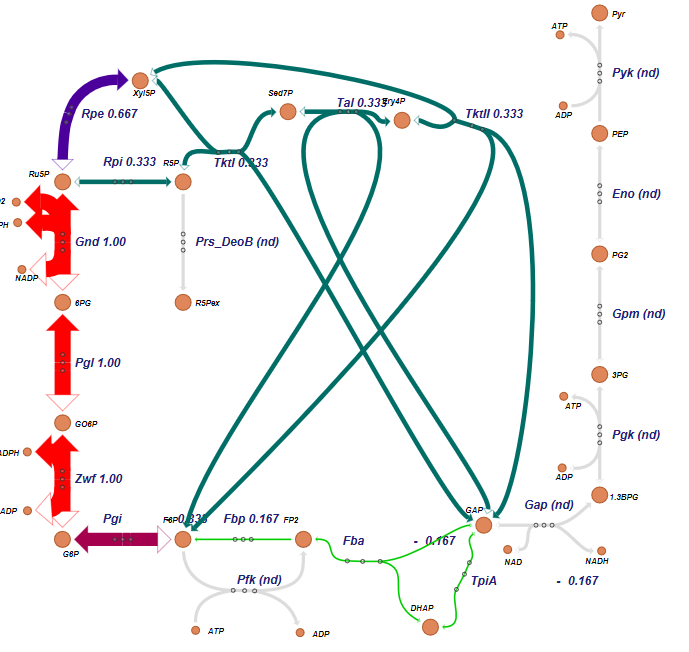 Pyr
ATP
Pyk (nd)
ADP
PEP
Xyl5P
Rpe 0.667
Sed7P
Tal 0.333
Ery4P
TktII 0.333
Rpi 0.333
R5P
TktI 0.333
Ru5P
Eno (nd)
PG2
Gnd 1.00
Prs_DeoB (nd)
NADP
6PG
R5Pex
Gpm (nd)
Pgl 1.00
3PG
ATP
GO6P
Pgk (nd)
ADPH
Zwf 1.00
ADP
ADP
1.3BPG
Pgi
F6P
0.333
Fbp 0.167
FP2
GAP
Gap (nd)
G6P
Fba
- 0.167
NAD
NADH
Pfk (nd)
TpiA
- 0.167
DHAP
ATP
ADP